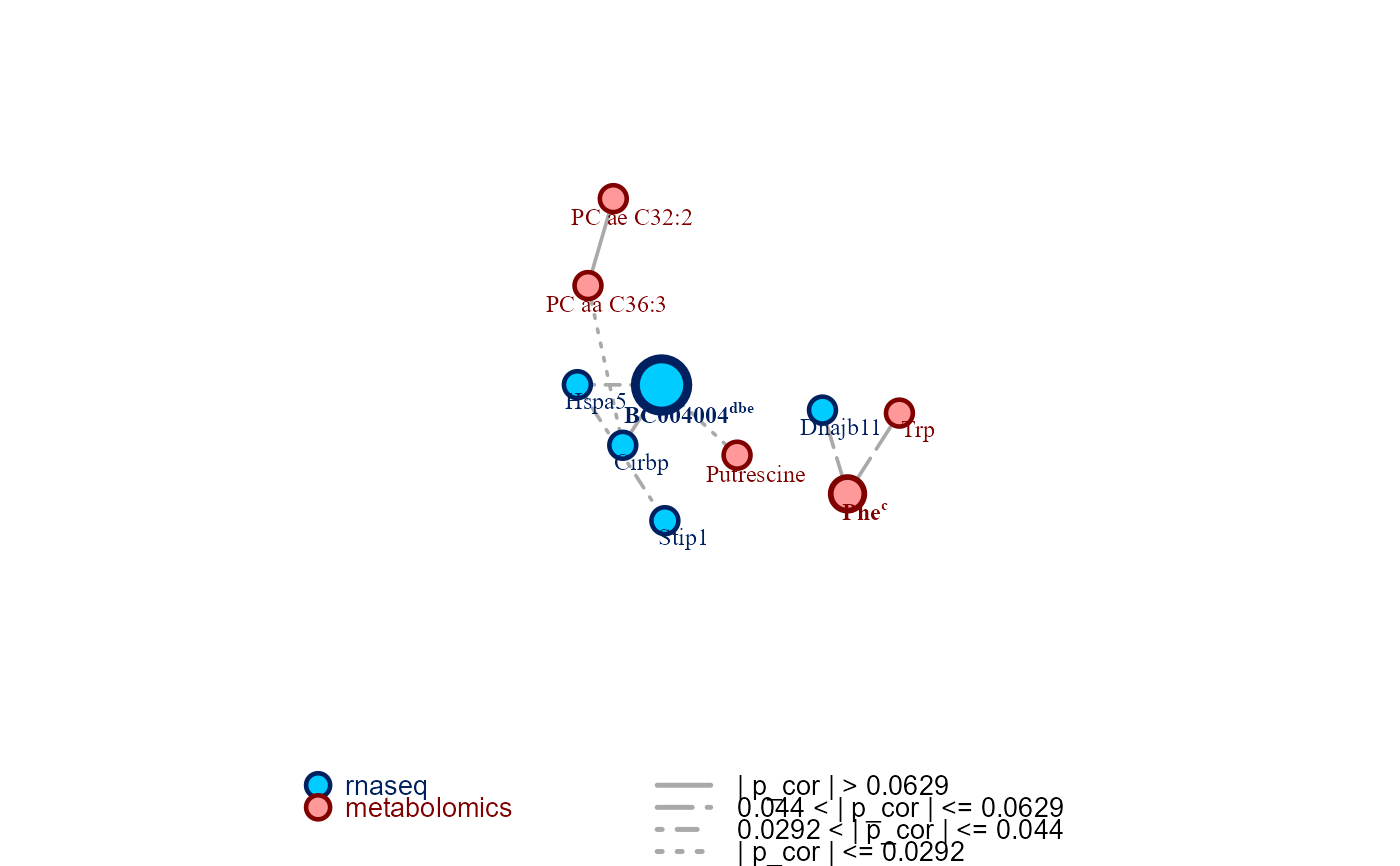 PC ae C32:2
PC aa C36:3
Hspa5
BC004004dbe
Dnajb11
Trp
Cirbp
Putrescine
Phec
Stip1
rnaseq
metabolomics
| p_cor | > 0.0629
0.044 < | p_cor | <= 0.0629
0.0292 < | p_cor | <= 0.044
| p_cor | <= 0.0292